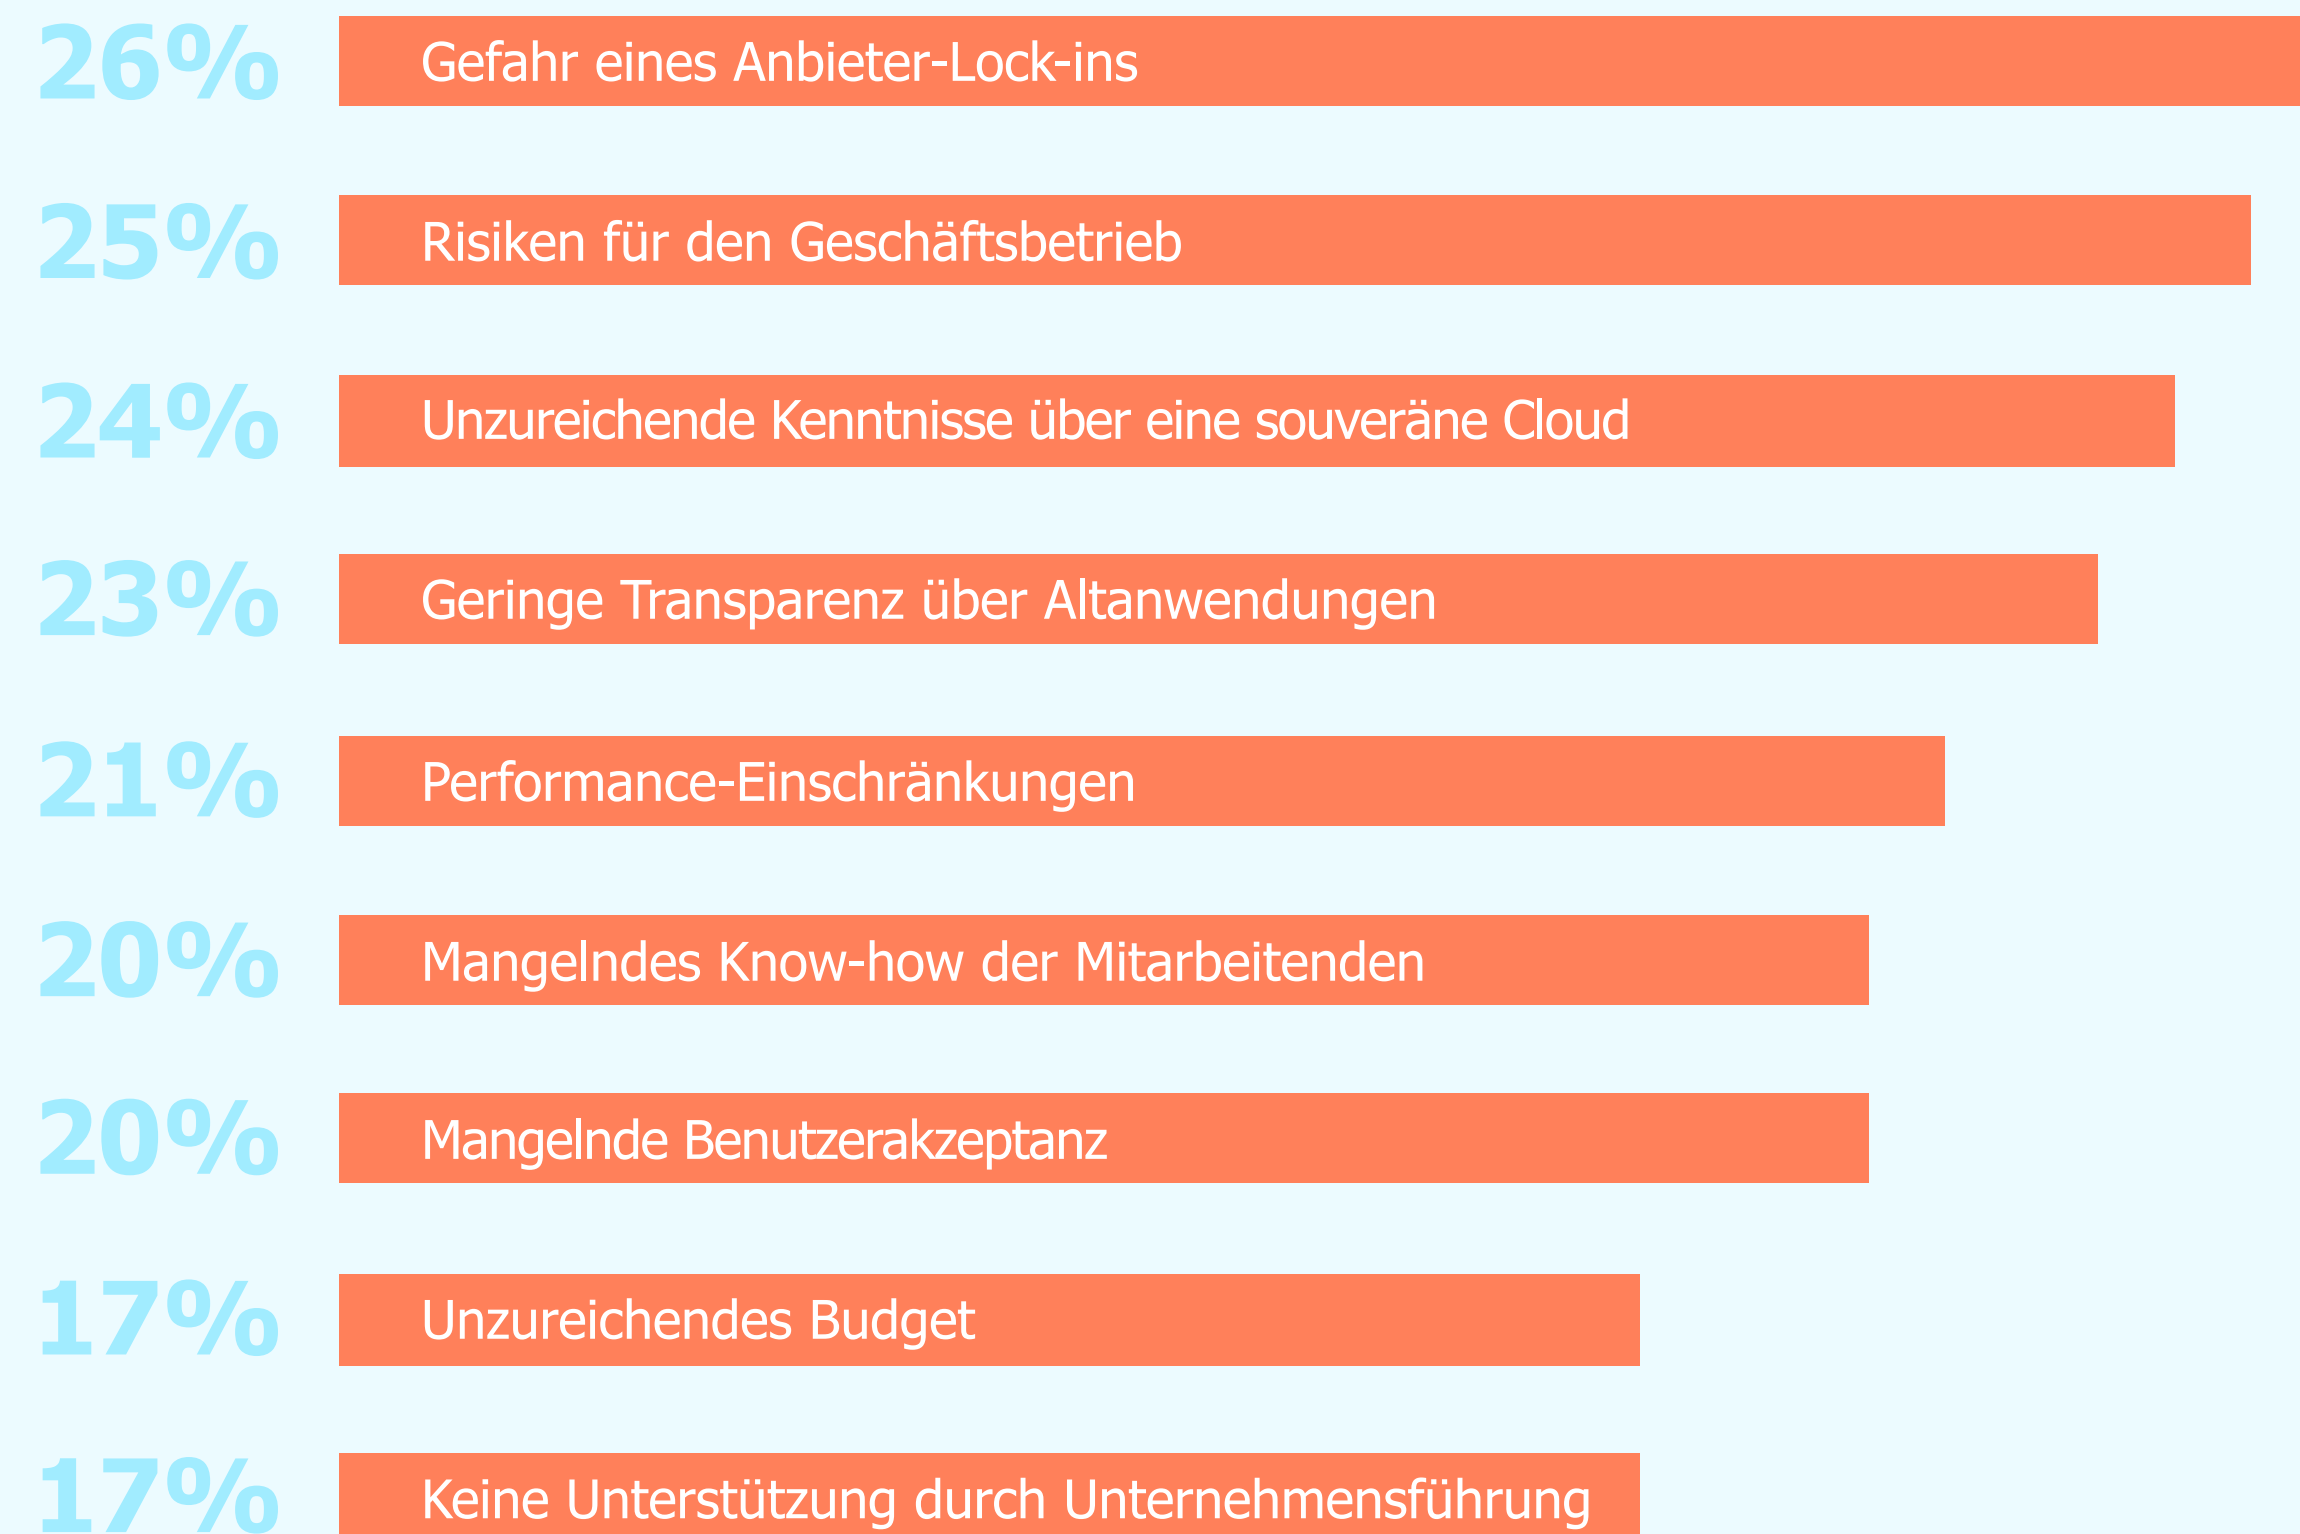 26% Gefahr eines Anbieter-Lock-ins
25% Risiken für den Geschäftsbetrieb
24% Unzureichende Kenntnisse über eine souveräne Cloud
23% Geringe Transparenz über Altanwendungen
21% Performance-Einschränkungen
20% Mangelndes Know-how der Mitarbeitenden
20% Mangelnde Benutzerakzeptanz
17% Unzureichendes Budget
17% Keine Unterstützung durch Unternehmensführung